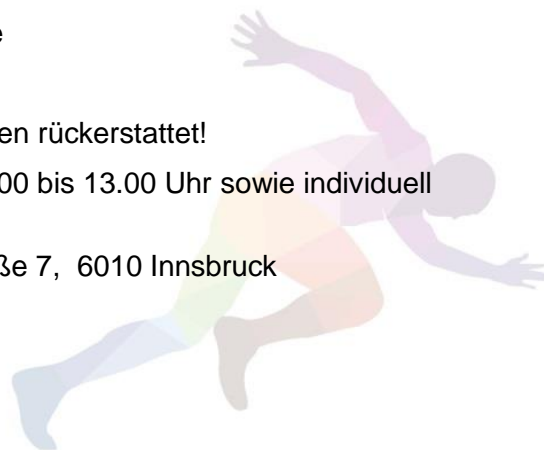 e
en rückerstattet!
00 bis 13.00 Uhr sowie individuell
ße 7, 6010 Innsbruck